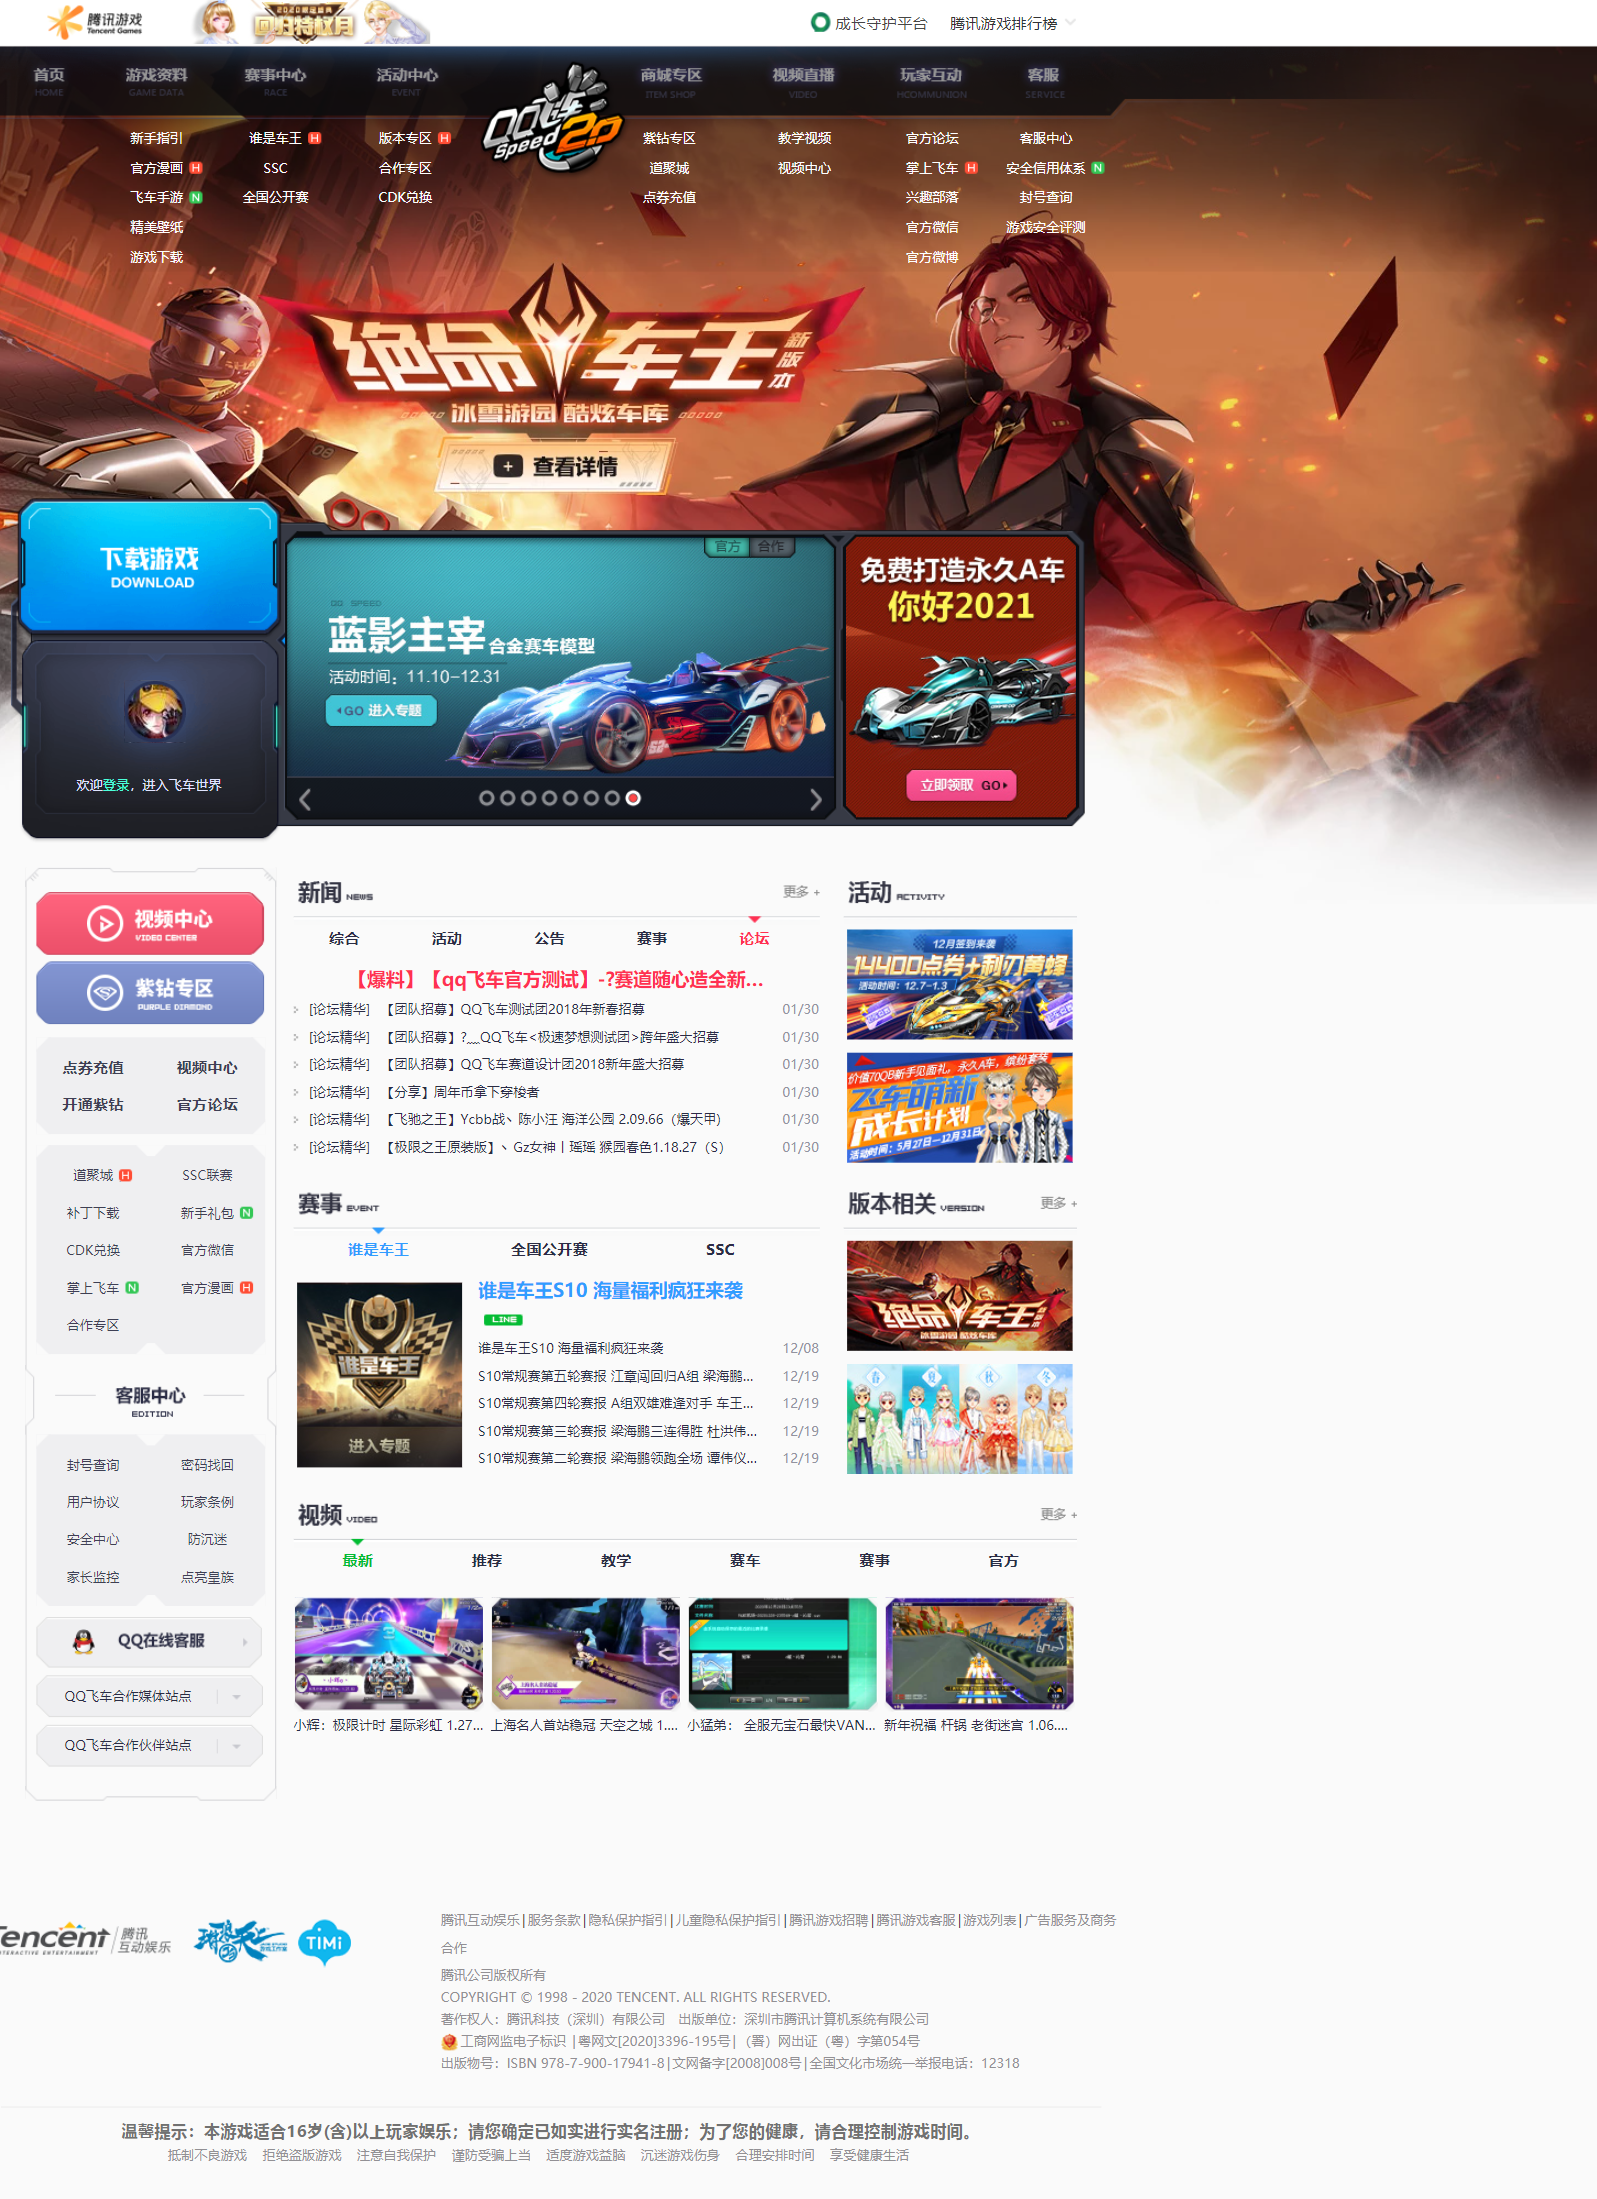 腾讯游戏
Tencent Games
2020限定盛典
回归特权月
成长守护平台
腾讯游戏排行榜
首页 游戏资料 赛事中心 活动中心 商城专区 视频直播 玩家互动 客服
HOME GAME DATA RACE EVENT ITEM SHOP VIDEO HCOMMUNION SERVICE
QQ飞车
Speed 2.0
新手指引 谁是车王 H 版本专区 H 紫钻专区 教学视频 官方论坛 客服中心
官方漫画 H SSC 合作专区 道聚城 视频中心 掌上飞车 H 安全信用体系 N
飞车手游 N 全国公开赛 CDK兑换 点券充值 兴趣部落 封号查询
精美壁纸 官方微信 游戏安全评测
游戏下载 官方微博
绝命车王
新版本
冰雪游园 酷炫车库
查看详情
下载游戏
DOWNLOAD
欢迎登录，进入飞车世界
官方 合作
QQ SPEED
蓝影主宰 合金赛车模型
活动时间：11.10-12.31
GO 进入专题
免费打造永久A车
你好2021
立即领取 GO
视频中心
VIDEO CENTER
紫钻专区
PURPLE DIAMOND
点券充值 视频中心
开通紫钻 官方论坛
道聚城 H SSC联赛
补丁下载 新手礼包 N
CDK兑换 官方微信
掌上飞车 N 官方漫画 H
合作专区
客服中心
EDITION
封号查询 密码找回
用户协议 玩家条例
安全中心 防沉迷
家长监控 点亮皇族
QQ在线客服
QQ飞车合作媒体站点
QQ飞车合作伙伴站点
新闻 NEWS 更多 +
综合 活动 公告 赛事 论坛
【爆料】【qq飞车官方测试】-?赛道随心造全新...
[论坛精华] 【团队招募】QQ飞车测试团2018年新春招募 01/30
[论坛精华] 【团队招募】?﹏QQ飞车<极速梦想测试团>跨年盛大招募 01/30
[论坛精华] 【团队招募】QQ飞车赛道设计团2018新年盛大招募 01/30
[论坛精华] 【分享】周年币拿下穿梭者 01/30
[论坛精华] 【飞驰之王】Ycbb战丶陈小汪 海洋公园 2.09.66（爆天甲） 01/30
[论坛精华] 【极限之王原装版】丶Gz女神丨瑶瑶 猴园春色1.18.27（S） 01/30
活动 ACTIVITY
12月签到来袭
14400点券+利刃黄蜂
活动时间：12.7-1.3
价值70QB新手见面礼，永久A车，缤纷套装
飞车萌新
成长计划
活动时间：5月27日—12月31日
赛事 EVENT
谁是车王 全国公开赛 SSC
谁是车王
进入专题
谁是车王S10 海量福利疯狂来袭
LINE
谁是车王S10 海量福利疯狂来袭 12/08
S10常规赛第五轮赛报 江章闯回归A组 梁海鹏... 12/19
S10常规赛第四轮赛报 A组双雄难逢对手 车王... 12/19
S10常规赛第三轮赛报 梁海鹏三连得胜 杜洪伟... 12/19
S10常规赛第二轮赛报 梁海鹏领跑全场 谭伟仪... 12/19
版本相关 VERSION 更多 +
绝命车王
冰雪游园 酷炫车库
春 夏 秋 冬
视频 VIDEO 更多 +
最新 推荐 教学 赛车 赛事 官方
小辉：极限计时 星际彩虹 1.27...
上海名人首站稳冠 天空之城 1....
小猛弟： 全服无宝石最快VAN...
新年祝福 杆锅 老街迷宫 1.06....
Tencent 腾讯
INTERACTIVE ENTERTAINMENT 互动娱乐
TiMi
腾讯互动娱乐|服务条款|隐私保护指引|儿童隐私保护指引|腾讯游戏招聘|腾讯游戏客服|游戏列表|广告服务及商务
合作
腾讯公司版权所有
COPYRIGHT © 1998 - 2020 TENCENT. ALL RIGHTS RESERVED.
著作权人：腾讯科技（深圳）有限公司 出版单位：深圳市腾讯计算机系统有限公司
工商网监电子标识 |粤网文[2020]3396-195号|（署）网出证（粤）字第054号
出版物号：ISBN 978-7-900-17941-8|文网备字[2008]008号|全国文化市场统一举报电话：12318
温馨提示：本游戏适合16岁(含)以上玩家娱乐；请您确定已如实进行实名注册；为了您的健康，请合理控制游戏时间。
抵制不良游戏 拒绝盗版游戏 注意自我保护 谨防受骗上当 适度游戏益脑 沉迷游戏伤身 合理安排时间 享受健康生活